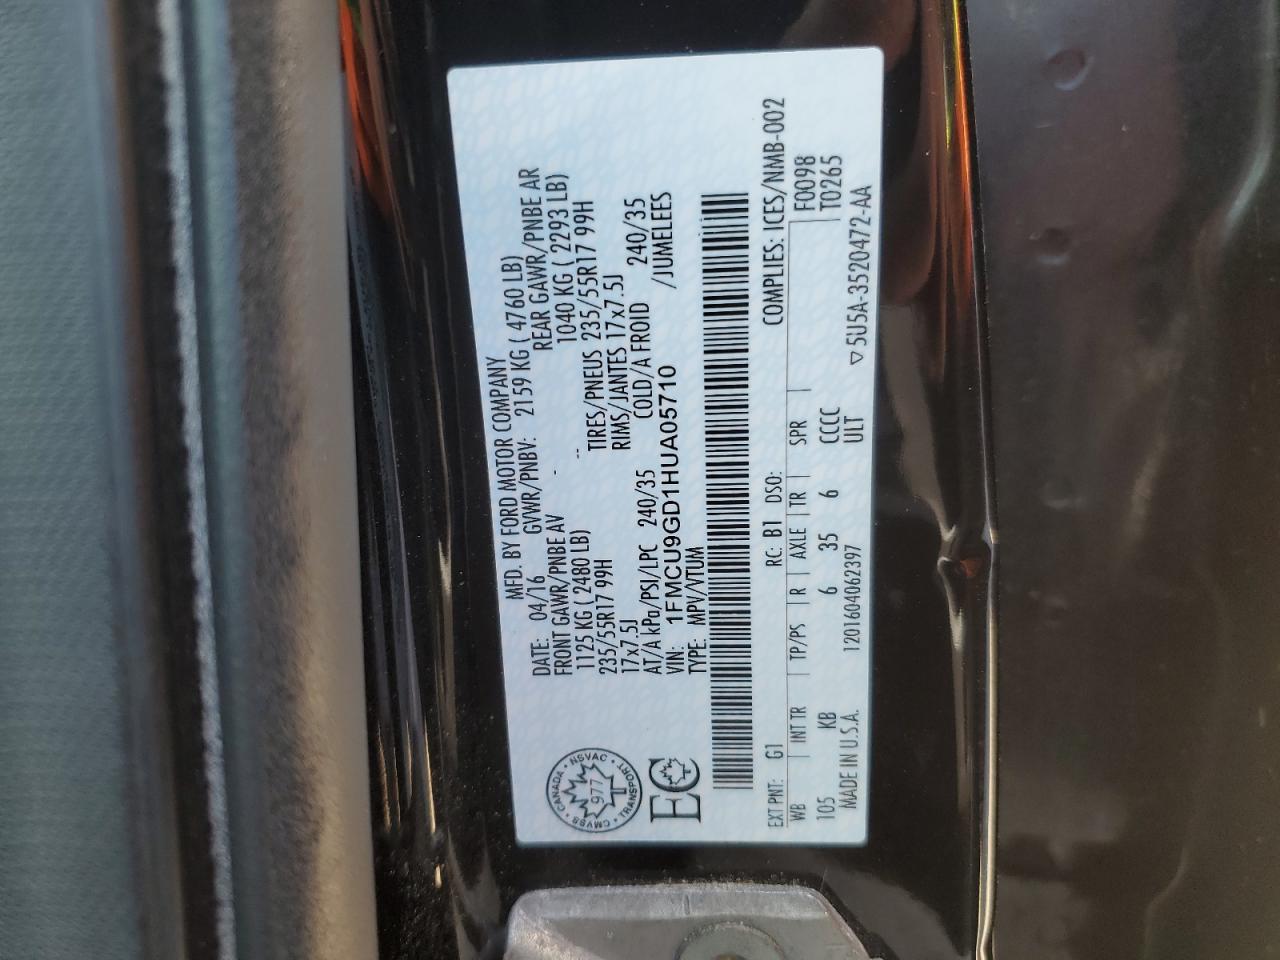 MFD. BY FORD MOTOR COMPANY
DATE: 04/16 GVWR/PNBV: 2159 KG ( 4760 LB)
FRONT GAWR/PNBE AV REAR GAWR/PNBE AR
1125 KG ( 2480 LB) 1040 KG ( 2293 LB)
235/55R17 99H TIRES/PNEUS 235/55R17 99H
17x7.5J RIMS/JANTES 17x7.5J
AT/A kPa/PSI/LPC 240/35 COLD/A FROID 240/35
VIN: 1FMCU9GD1HUA05710 /JUMELEES
TYPE: MPV/VTUM
CANADA · NSVAC · TRANSPORT · CMVSS
977
EC
COMPLIES: ICES/NMB-002
EXT PNT: G1 RC: B1 DSO:
WB INT TR TP/PS R AXLE TR SPR F0098
105 KB 6 35 6 CCCC T0265
MADE IN U.S.A. 1201604062397 ULT ▽5U5A-3520472-AA